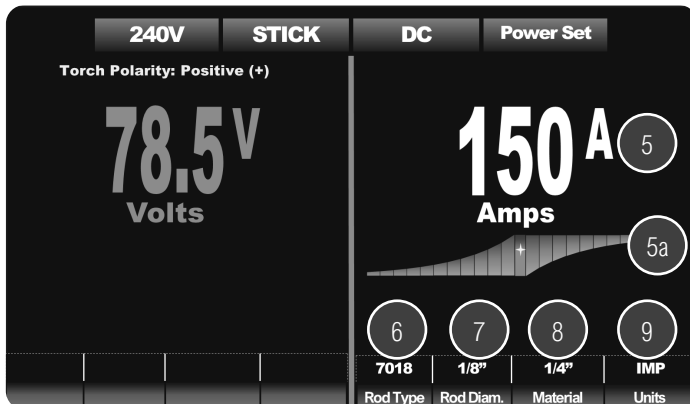 240V STICK DC Power Set
Torch Polarity: Positive (+)
78.5 V
Volts
150 A
Amps
5
5a
6 7 8 9
7018 1/8” 1/4” IMP
Rod Type Rod Diam. Material Units